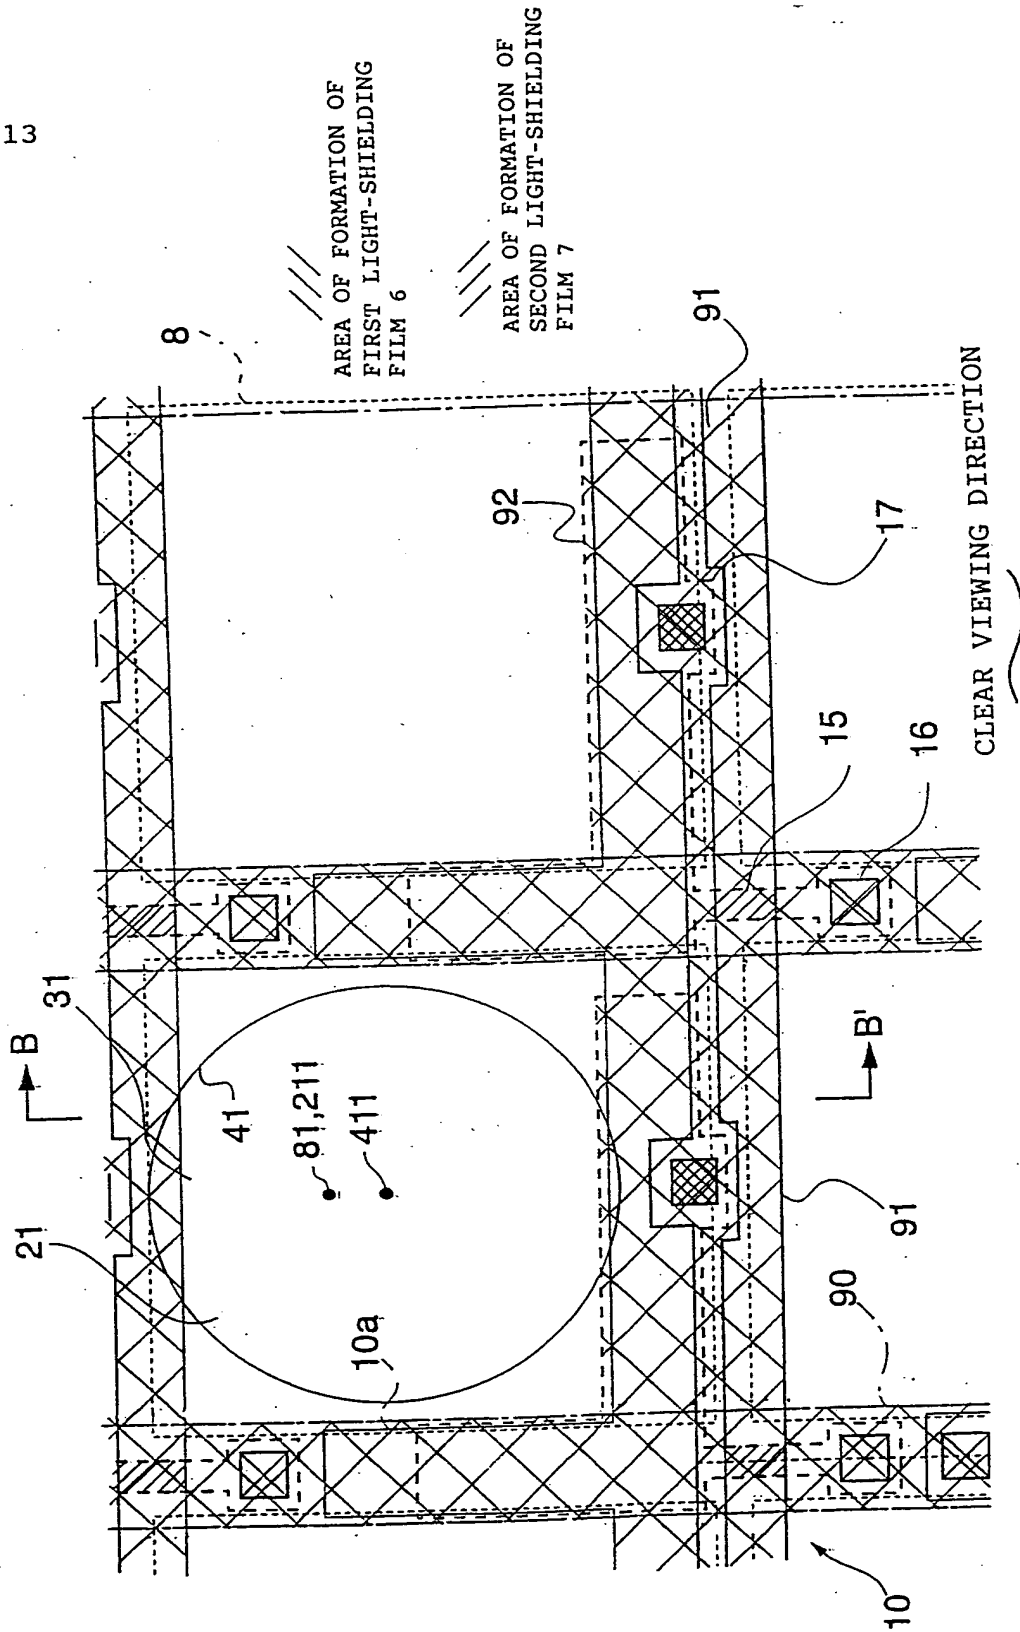 13
AREA OF FORMATION OF
FIRST LIGHT-SHIELDING
FILM 6
AREA OF FORMATION OF
SECOND LIGHT-SHIELDING
FILM 7
8
91
92
17
CLEAR VIEWING DIRECTION
15
16
31
B
41
81,211
411
B'
21
10a
91
90
10